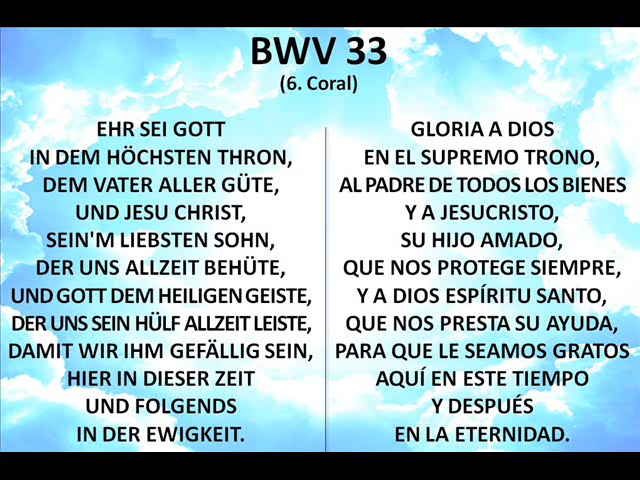 BWV 33
(6. Coral)
EHR SEI GOTT
IN DEM HÖCHSTEN THRON,
DEM VATER ALLER GÜTE,
UND JESU CHRIST,
SEIN'M LIEBSTEN SOHN,
DER UNS ALLZEIT BEHÜTE,
UND GOTT DEM HEILIGEN GEISTE,
DER UNS SEIN HÜLF ALLZEIT LEISTE,
DAMIT WIR IHM GEFÄLLIG SEIN,
HIER IN DIESER ZEIT
UND FOLGENDS
IN DER EWIGKEIT.
GLORIA A DIOS
EN EL SUPREMO TRONO,
AL PADRE DE TODOS LOS BIENES
Y A JESUCRISTO,
SU HIJO AMADO,
QUE NOS PROTEGE SIEMPRE,
Y A DIOS ESPÍRITU SANTO,
QUE NOS PRESTA SU AYUDA,
PARA QUE LE SEAMOS GRATOS
AQUÍ EN ESTE TIEMPO
Y DESPUÉS
EN LA ETERNIDAD.